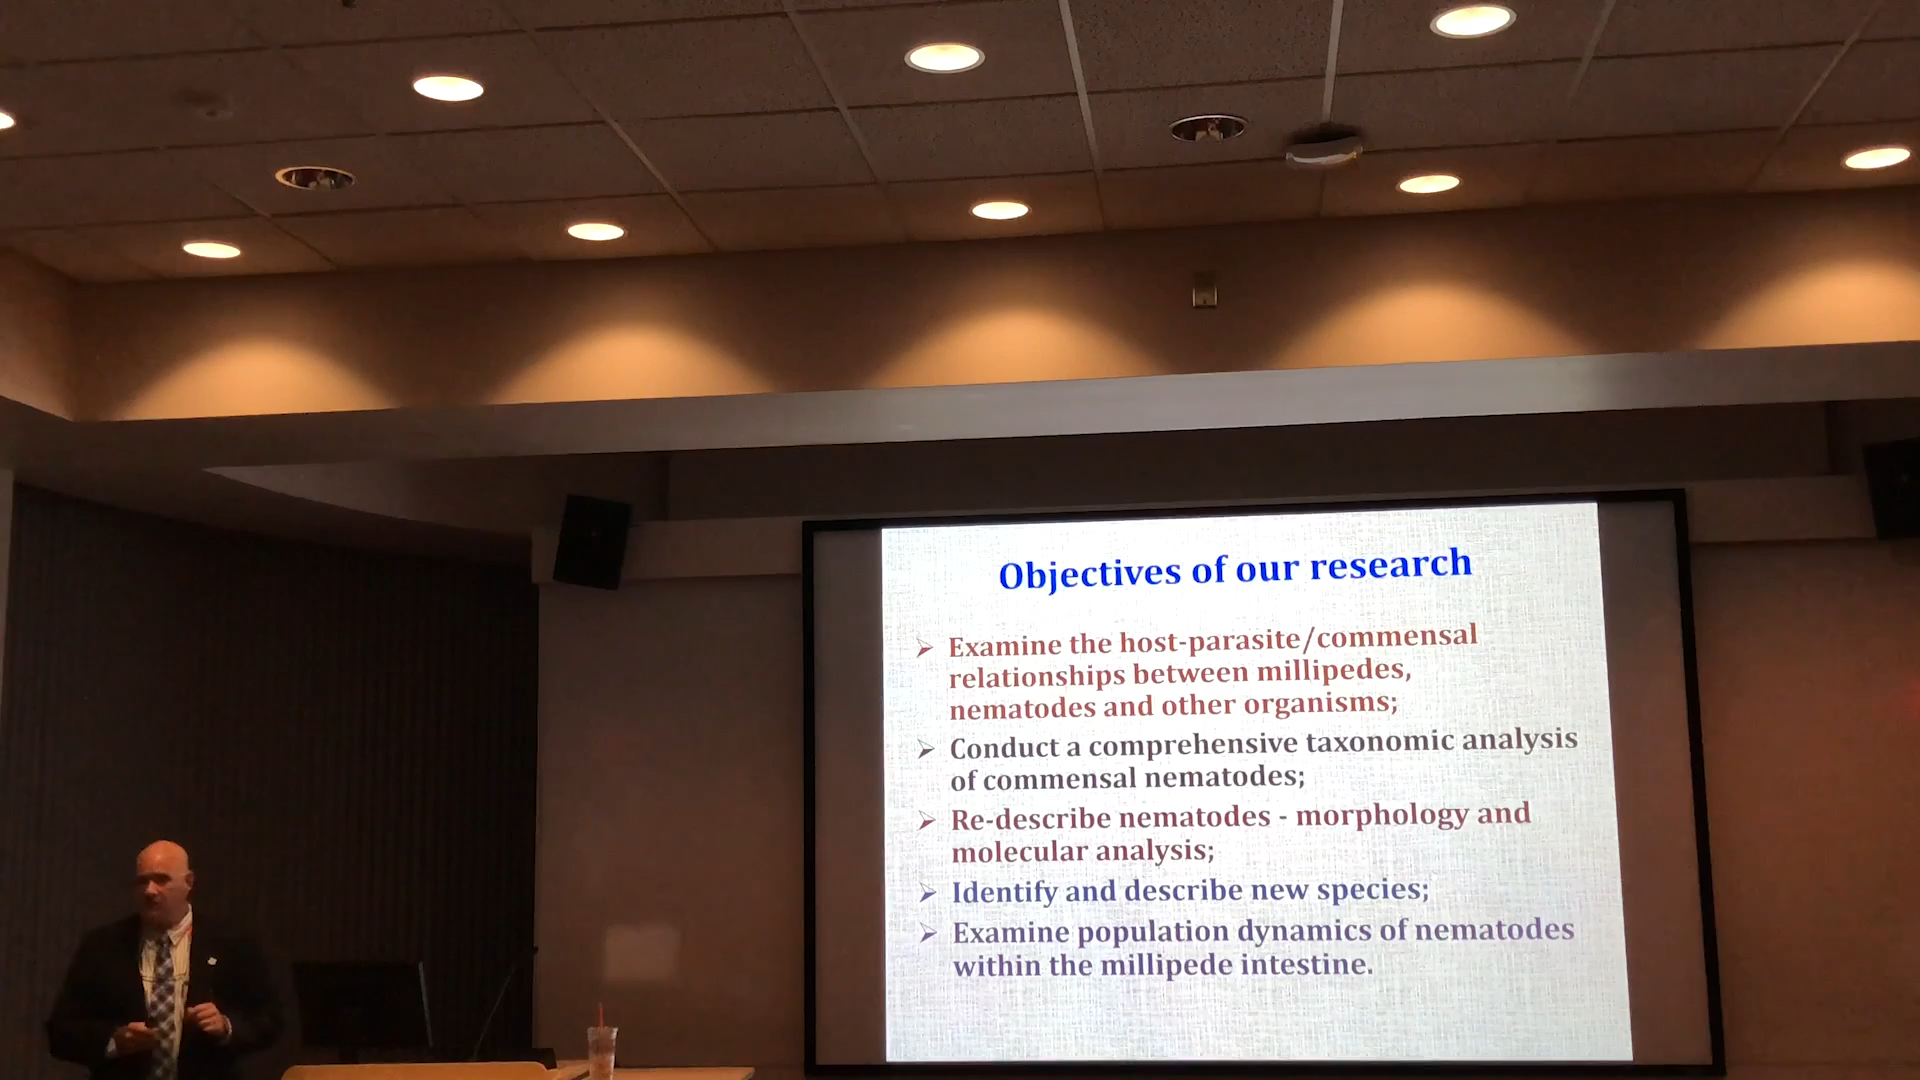 Objectives of our research
➢ Examine the host-parasite/commensal
relationships between millipedes,
nematodes and other organisms;
➢ Conduct a comprehensive taxonomic analysis
of commensal nematodes;
➢ Re-describe nematodes - morphology and
molecular analysis;
➢ Identify and describe new species;
➢ Examine population dynamics of nematodes
within the millipede intestine.